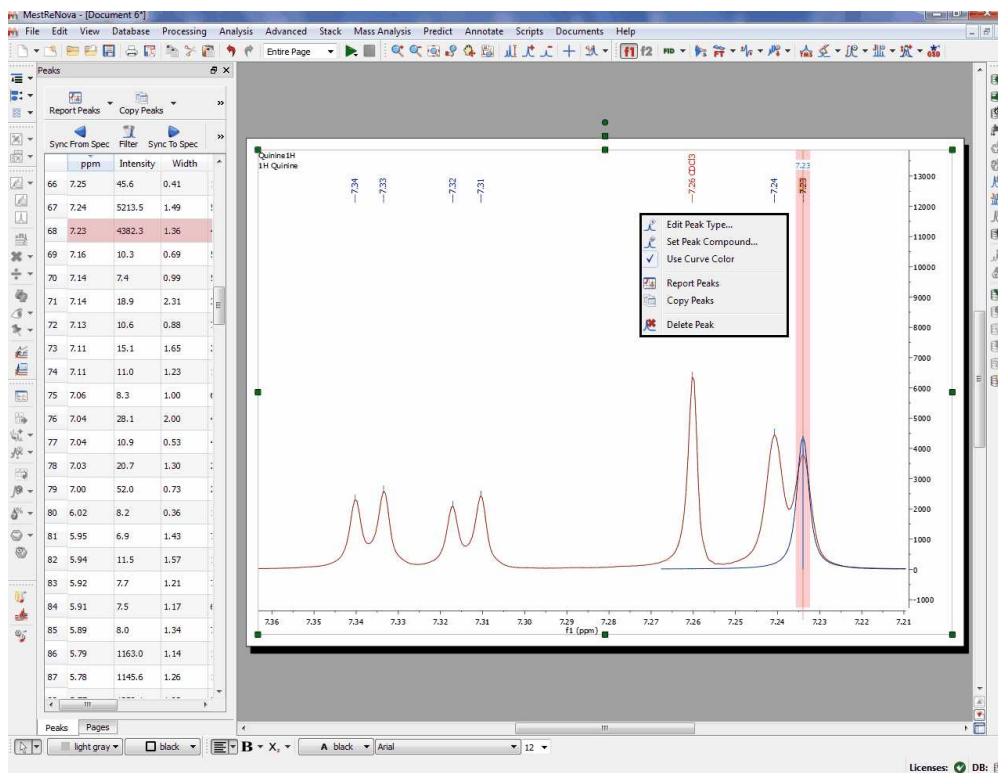 MestReNova - [Document 6*]
File Edit View Database Processing Analysis Advanced Stack Mass Analysis Predict Annotate Scripts Documents Help
Entire Page f1 f2 FID FT
Peaks
Report Peaks Copy Peaks »
Sync From Spec Filter Sync To Spec »
ppm Intensity Width
66 7.25 45.6 0.41
67 7.24 5213.5 1.49
68 7.23 4382.3 1.36
69 7.16 10.3 0.69
70 7.14 7.4 0.99
71 7.14 18.9 2.31
72 7.13 10.6 0.88
73 7.11 15.1 1.65
74 7.11 11.0 1.23
75 7.06 8.3 1.00
76 7.04 28.1 2.00
77 7.04 10.9 0.53
78 7.03 20.7 1.30
79 7.00 52.0 0.73
80 6.02 8.2 0.36
81 5.95 6.9 1.43
82 5.94 11.5 1.57
83 5.92 7.7 1.21
84 5.91 7.5 1.17
85 5.89 8.0 1.34
86 5.79 1163.0 1.14
87 5.78 1145.6 1.26
Peaks Pages
Quinine1H
1H Quinine
7.34 7.33 7.32 7.31 7.26 CDCl3 7.24 7.23
7.23
Edit Peak Type...
Set Peak Compound...
Use Curve Color
Report Peaks
Copy Peaks
Delete Peak
13000
12000
11000
10000
9000
8000
7000
6000
5000
4000
3000
2000
1000
0
-1000
7.36 7.35 7.34 7.33 7.32 7.31 7.30 7.29 7.28 7.27 7.26 7.25 7.24 7.23 7.22 7.21
f1 (ppm)
light gray black B X, A black Arial 12
Licenses: DB: